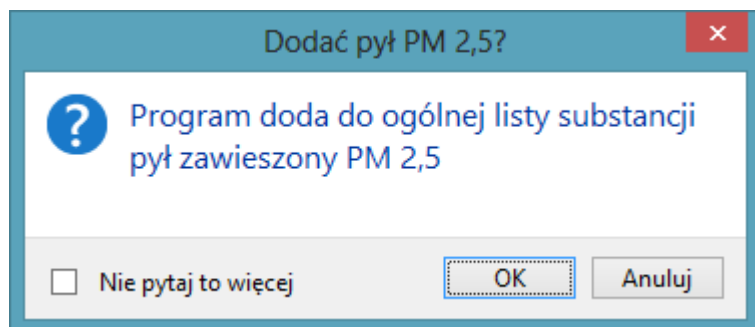 Dodać pył PM 2,5?
Program doda do ogólnej listy substancji
pył zawieszony PM 2,5
Nie pytaj to więcej
OK
Anuluj